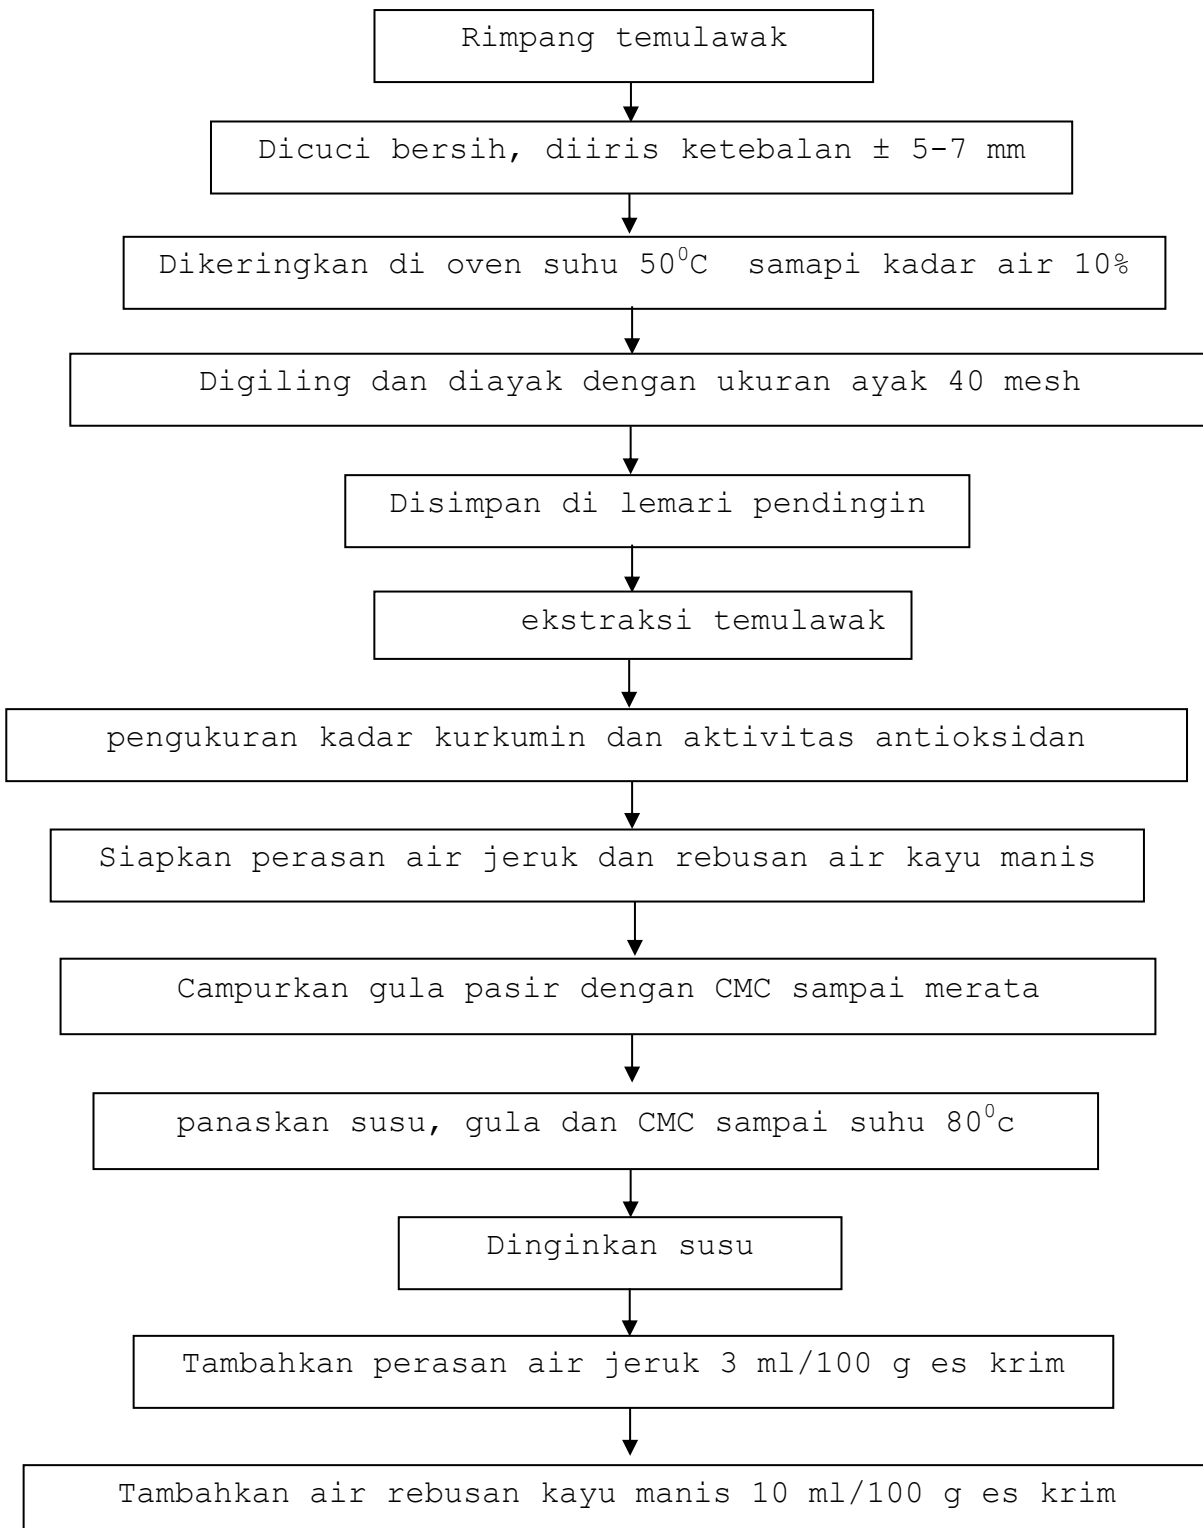 Rimpang temulawak
Dicuci bersih, diiris ketebalan ± 5-7 mm
Dikeringkan di oven suhu 50⁰C samapi kadar air 10%
Digiling dan diayak dengan ukuran ayak 40 mesh
Disimpan di lemari pendingin
ekstraksi temulawak
pengukuran kadar kurkumin dan aktivitas antioksidan
Siapkan perasan air jeruk dan rebusan air kayu manis
Campurkan gula pasir dengan CMC sampai merata
panaskan susu, gula dan CMC sampai suhu 80⁰c
Dinginkan susu
Tambahkan perasan air jeruk 3 ml/100 g es krim
Tambahkan air rebusan kayu manis 10 ml/100 g es krim